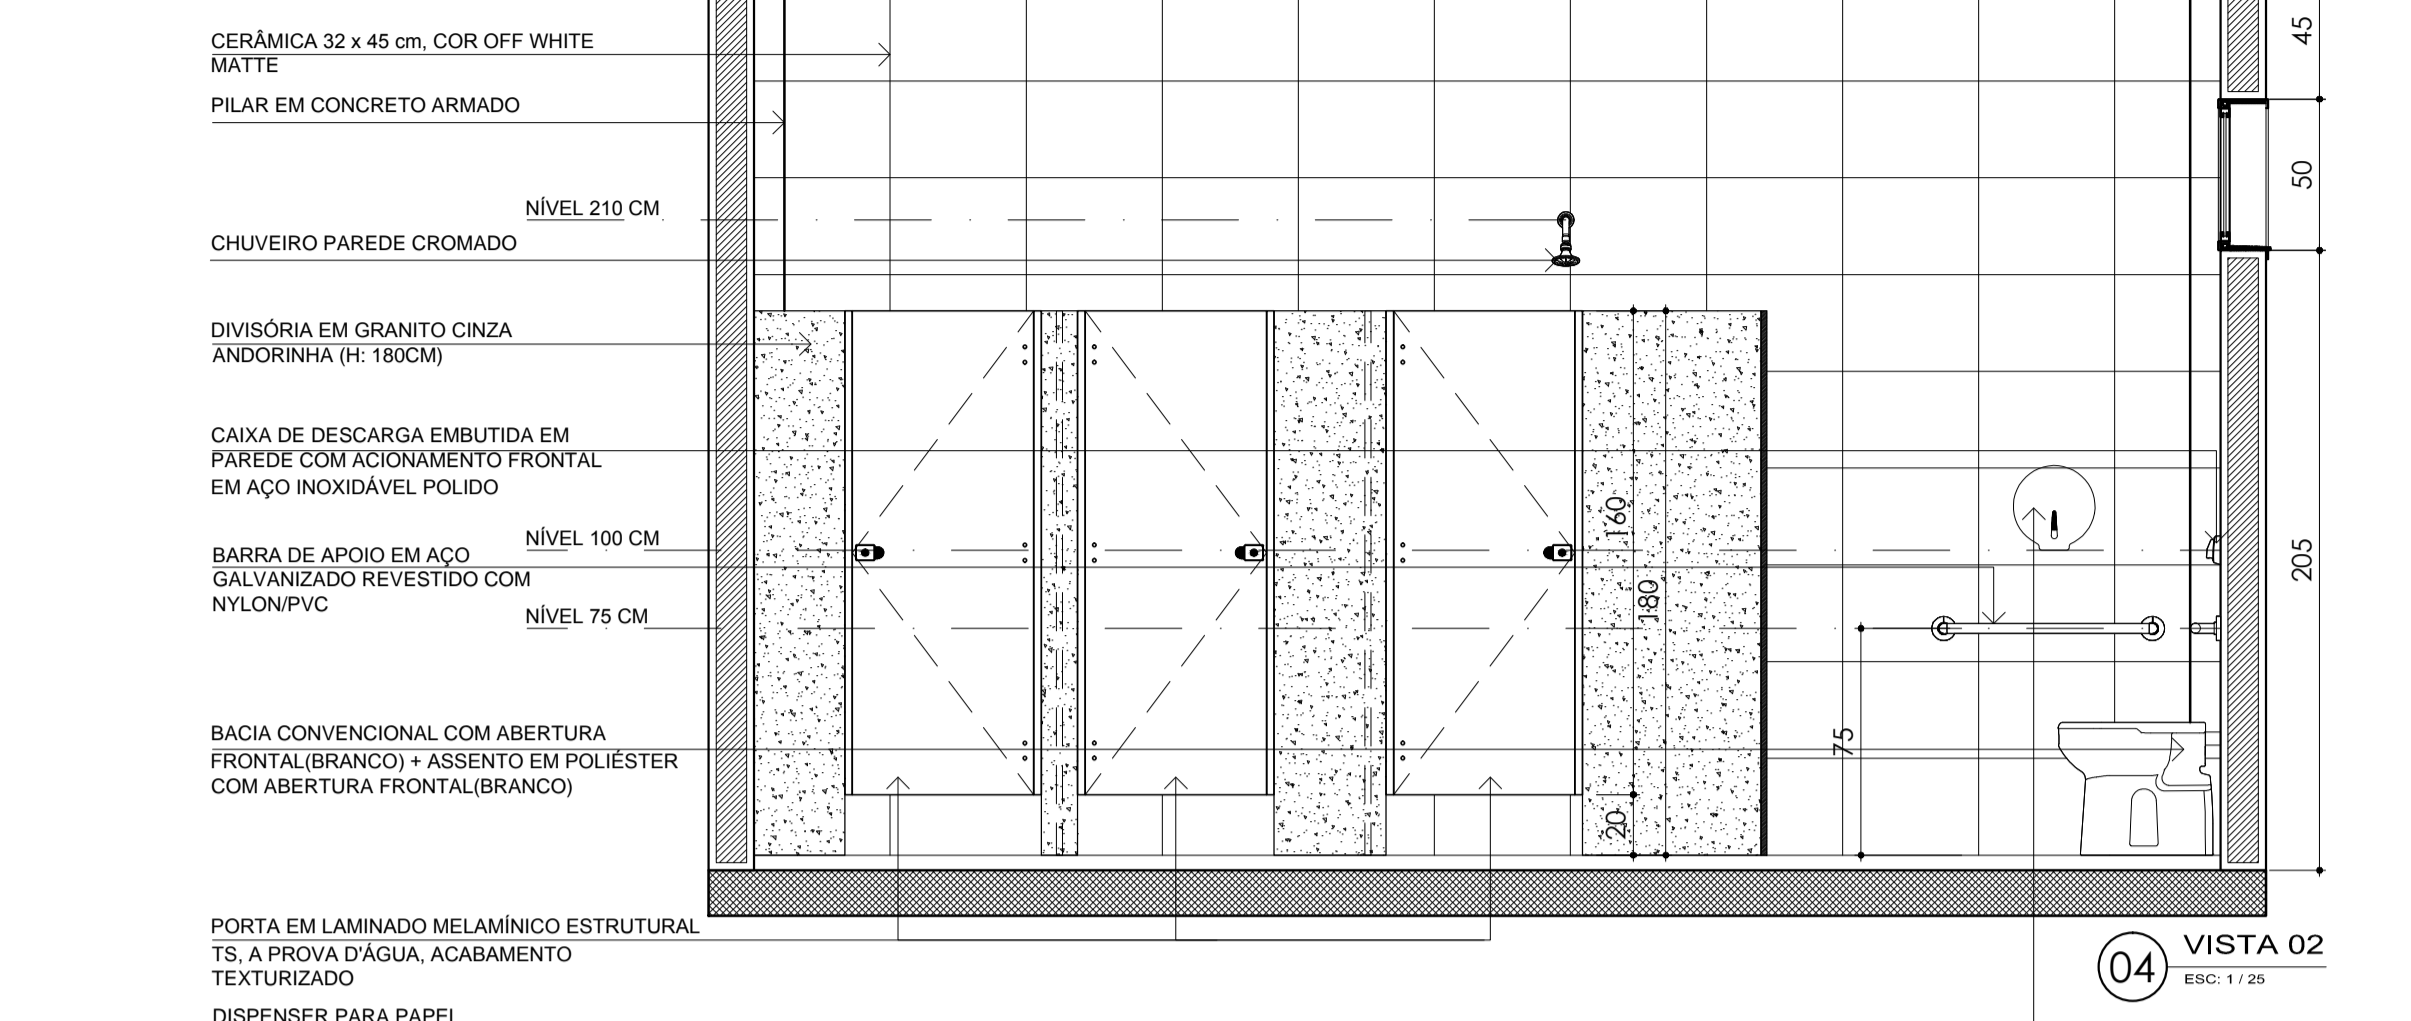 CERÂMICA 32 x 45 cm, COR OFF WHITE
MATTE
PILAR EM CONCRETO ARMADO
NÍVEL 210 CM
CHUVEIRO PAREDE CROMADO
DIVISÓRIA EM GRANITO CINZA
ANDORINHA (H: 180CM)
CAIXA DE DESCARGA EMBUTIDA EM
PAREDE COM ACIONAMENTO FRONTAL
EM AÇO INOXIDÁVEL POLIDO
NÍVEL 100 CM
BARRA DE APOIO EM AÇO
GALVANIZADO REVESTIDO COM
NYLON/PVC
NÍVEL 75 CM
BACIA CONVENCIONAL COM ABERTURA
FRONTAL(BRANCO) + ASSENTO EM POLIÉSTER
COM ABERTURA FRONTAL(BRANCO)
PORTA EM LAMINADO MELAMÍNICO ESTRUTURAL
TS, A PROVA D'ÁGUA, ACABAMENTO
TEXTURIZADO
DISPENSER PARA PAPEL
160
180
20
75
45
50
205
04
VISTA 02
ESC: 1 / 25